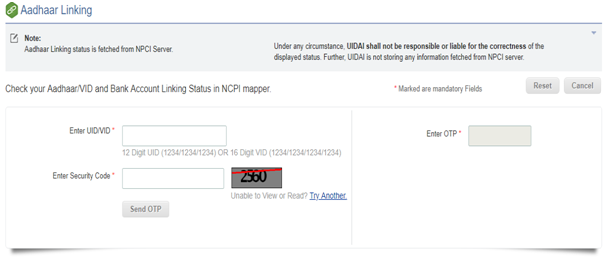 Aadhaar Linking
Note:
Aadhaar Linking status is fetched from NPCI Server.
Under any circumstance, UIDAI shall not be responsible or liable for the correctness of the
displayed status. Further, UIDAI is not storing any information fetched from NPCI server.
Check your Aadhaar/VID and Bank Account Linking Status in NCPI mapper.
* Marked are mandatory Fields
Reset
Cancel
Enter UID/VID *
12 Digit UID (1234/1234/1234) OR 16 Digit VID (1234/1234/1234/1234)
Enter OTP *
Enter Security Code *
2560
Unable to View or Read? Try Another.
Send OTP